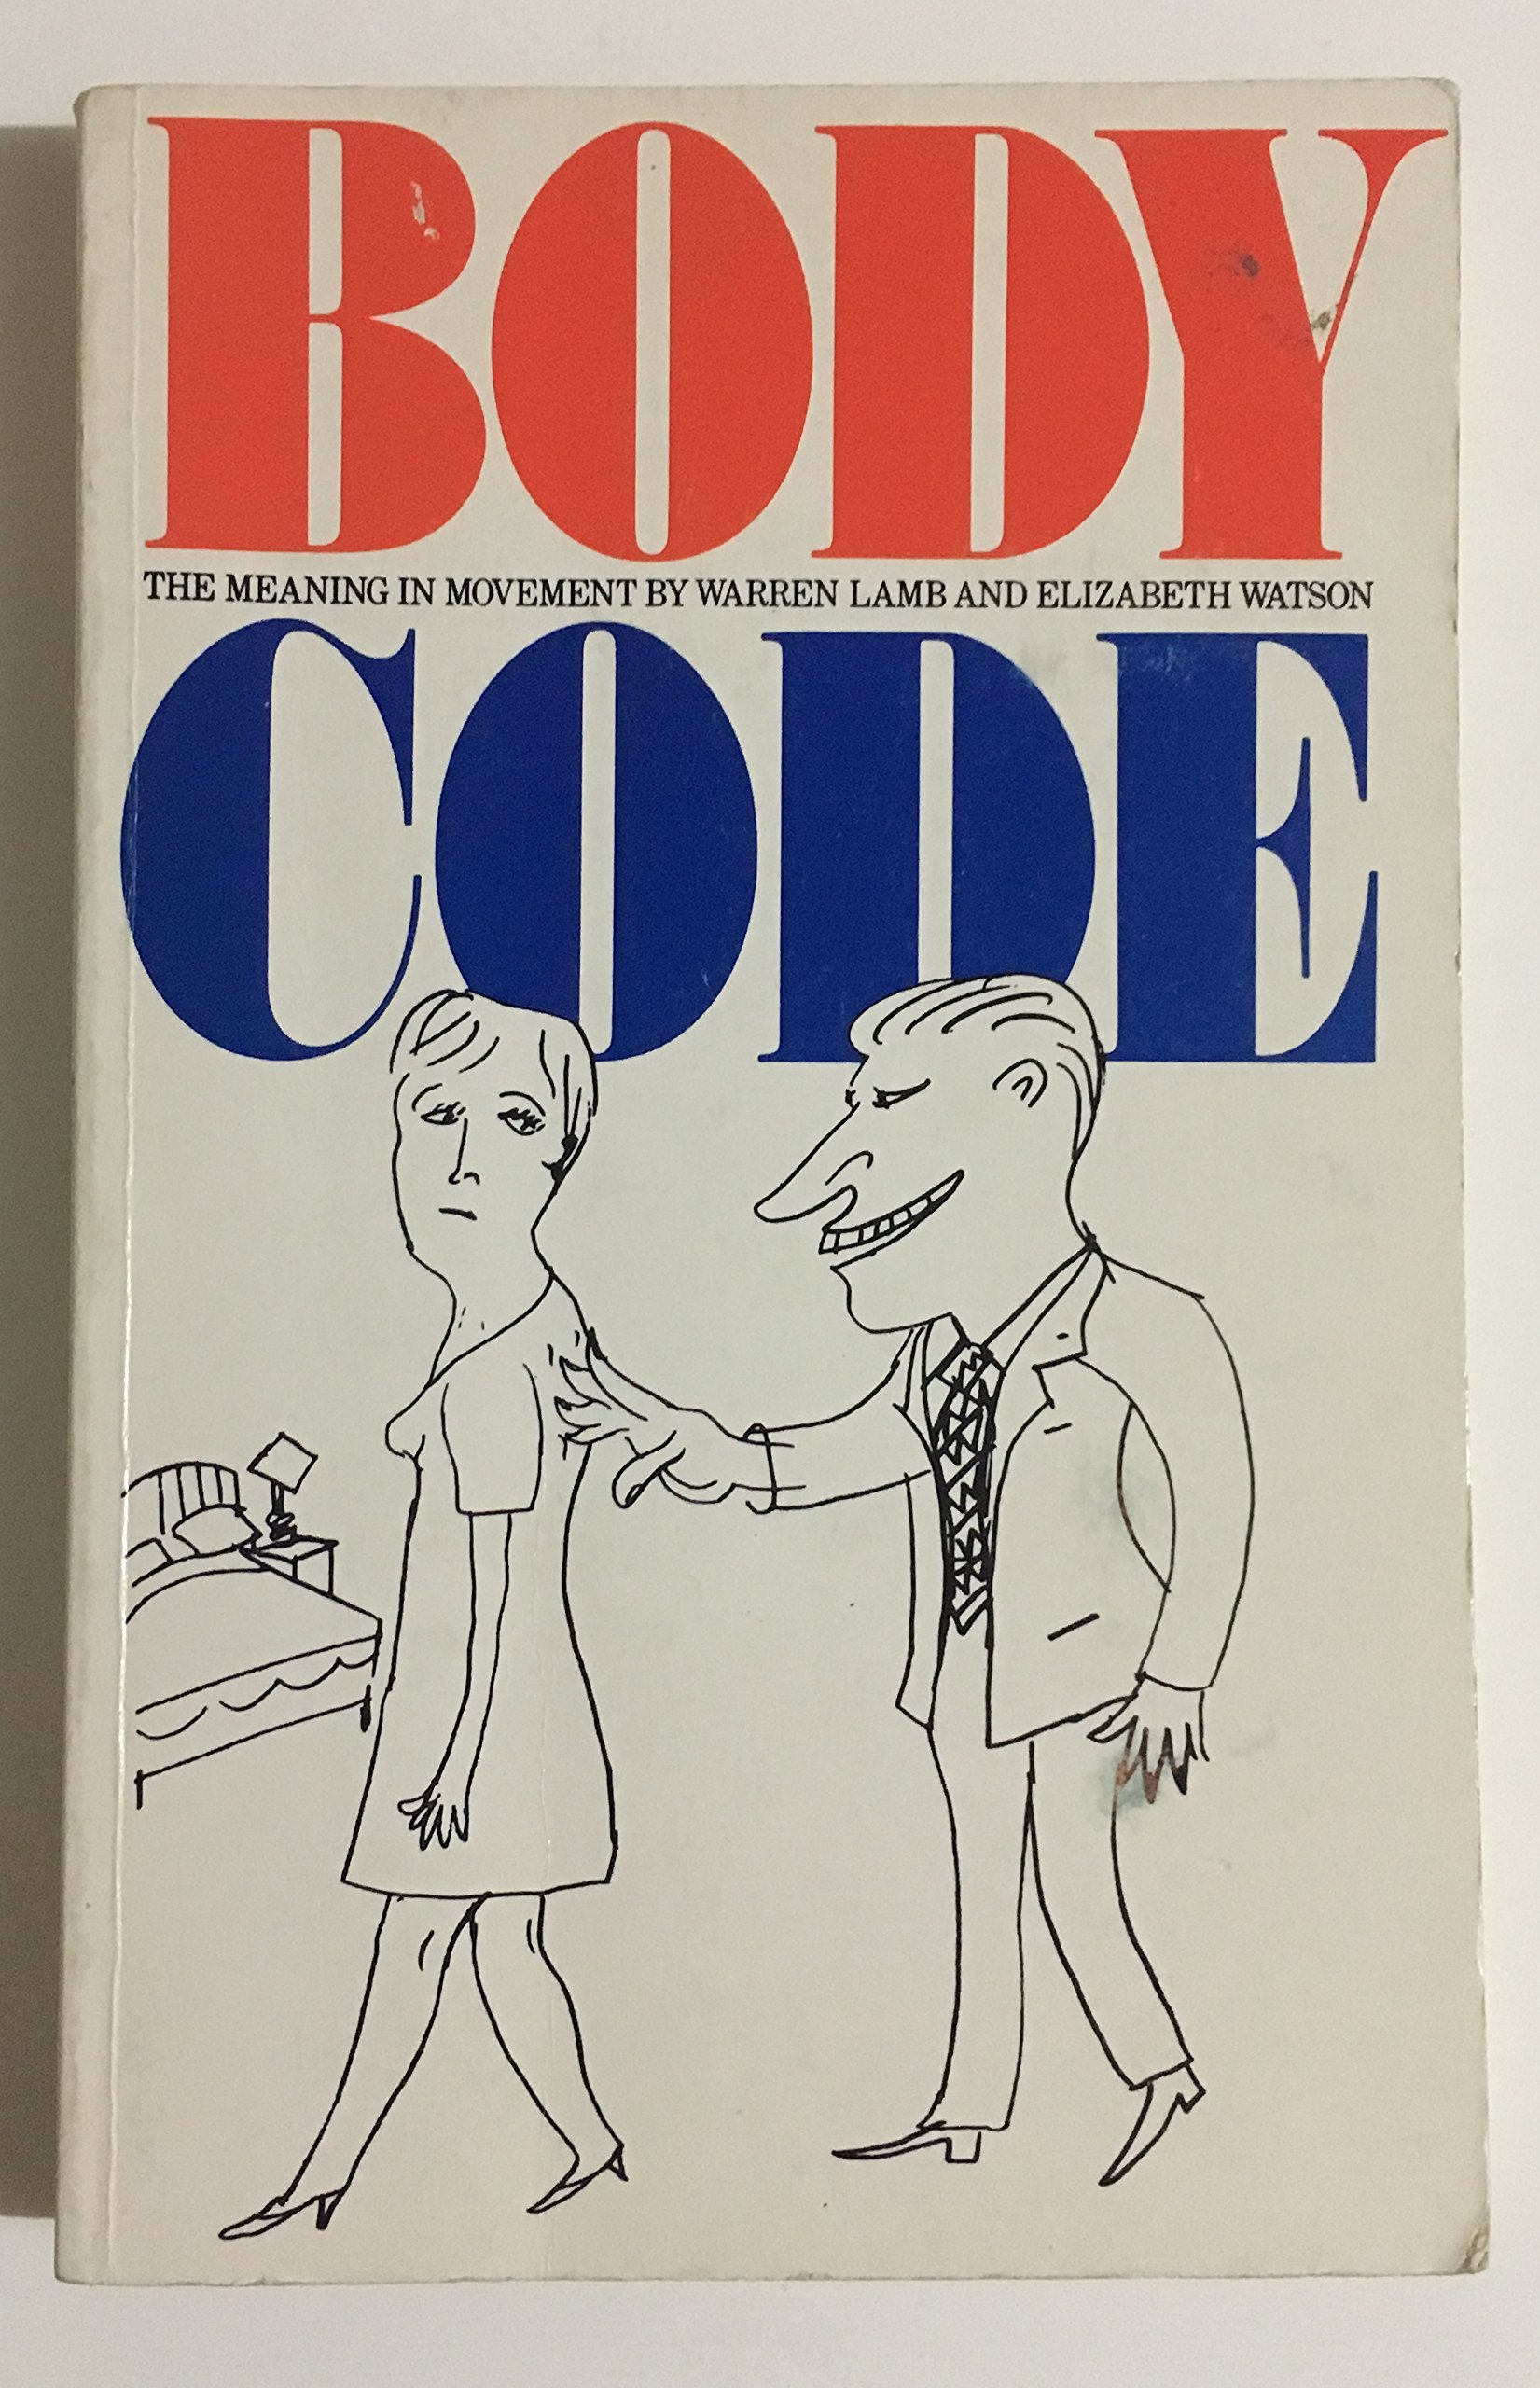 BODY
THE MEANING IN MOVEMENT BY WARREN LAMB AND ELIZABETH WATSON
CODE